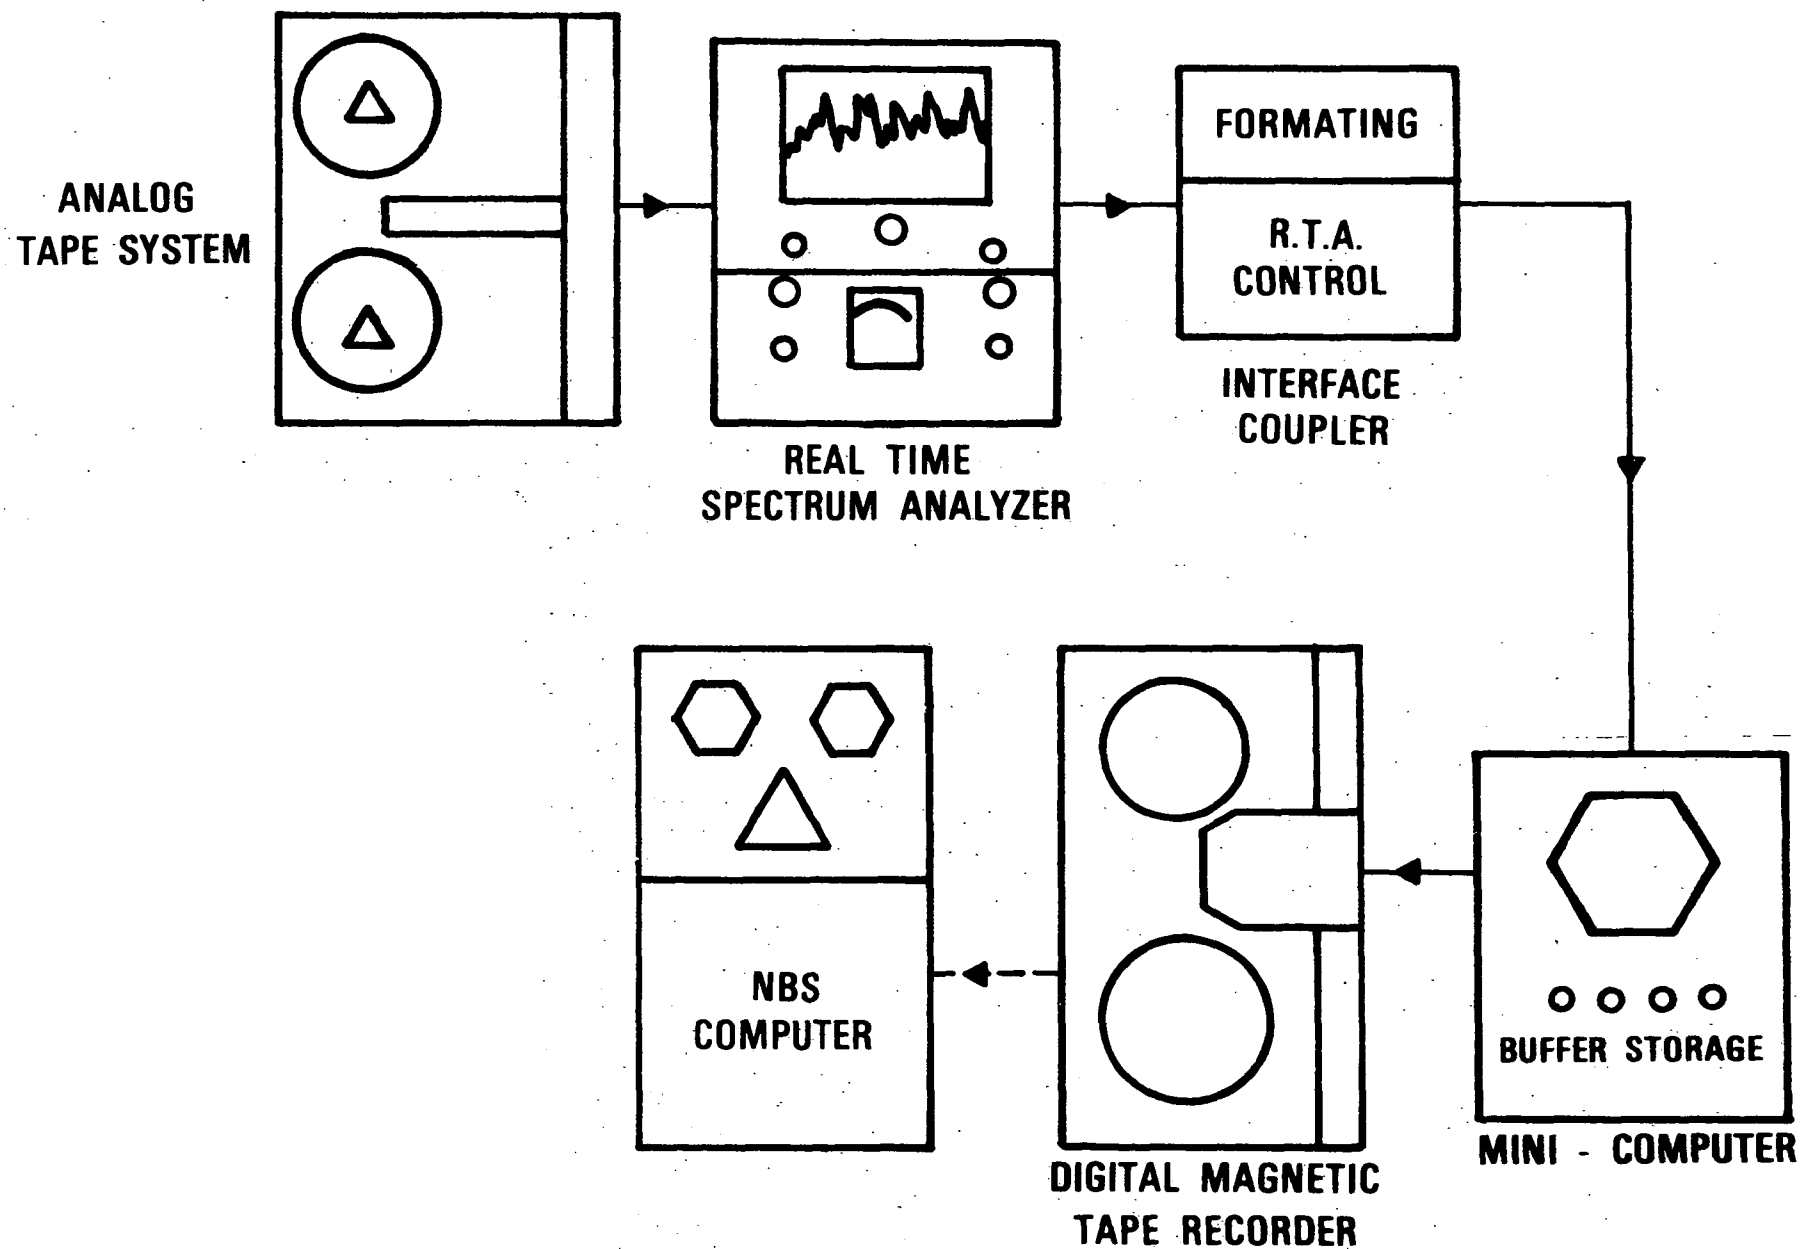 ANALOG
TAPE SYSTEM
REAL TIME
SPECTRUM ANALYZER
FORMATING
R.T.A.
CONTROL
INTERFACE
COUPLER
BUFFER STORAGE
MINI - COMPUTER
DIGITAL MAGNETIC
TAPE RECORDER
NBS
COMPUTER